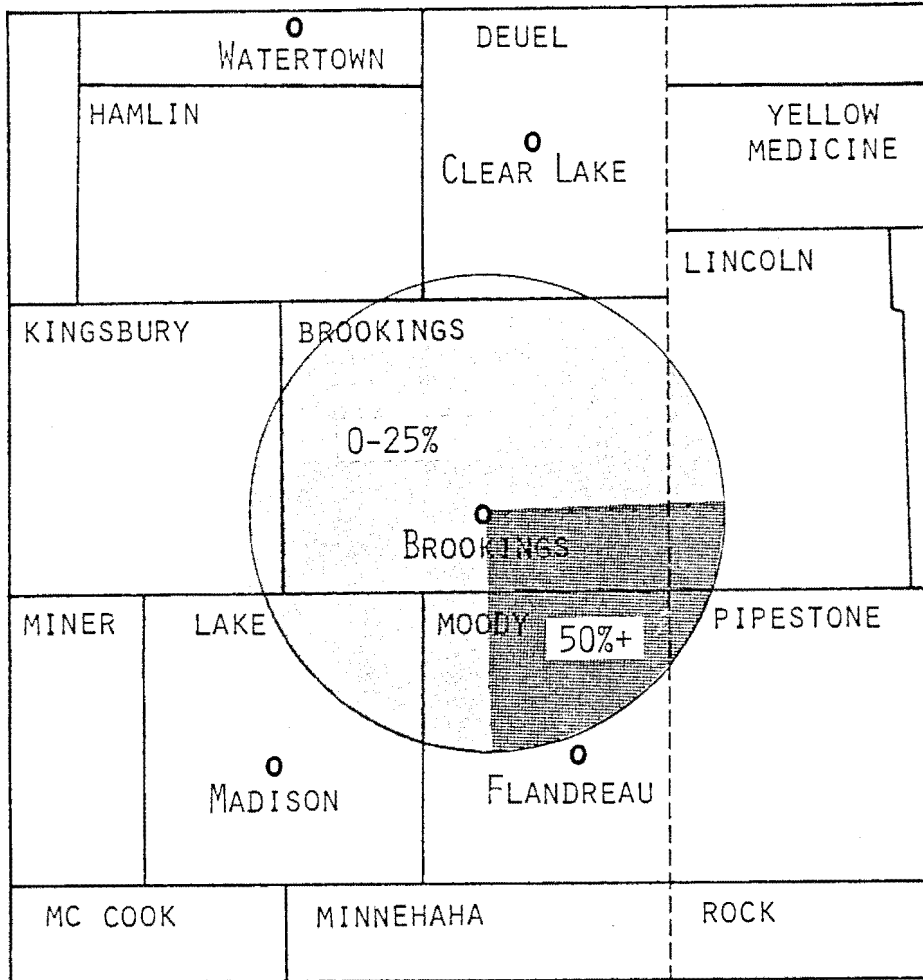 WATERTOWN
DEUEL
HAMLIN
YELLOW
MEDICINE
CLEAR LAKE
LINCOLN
KINGSBURY
BROOKINGS
0-25%
BROOKINGS
MINER
LAKE
MOODY
50%+
PIPESTONE
MADISON
FLANDREAU
MC COOK
MINNEHAHA
ROCK